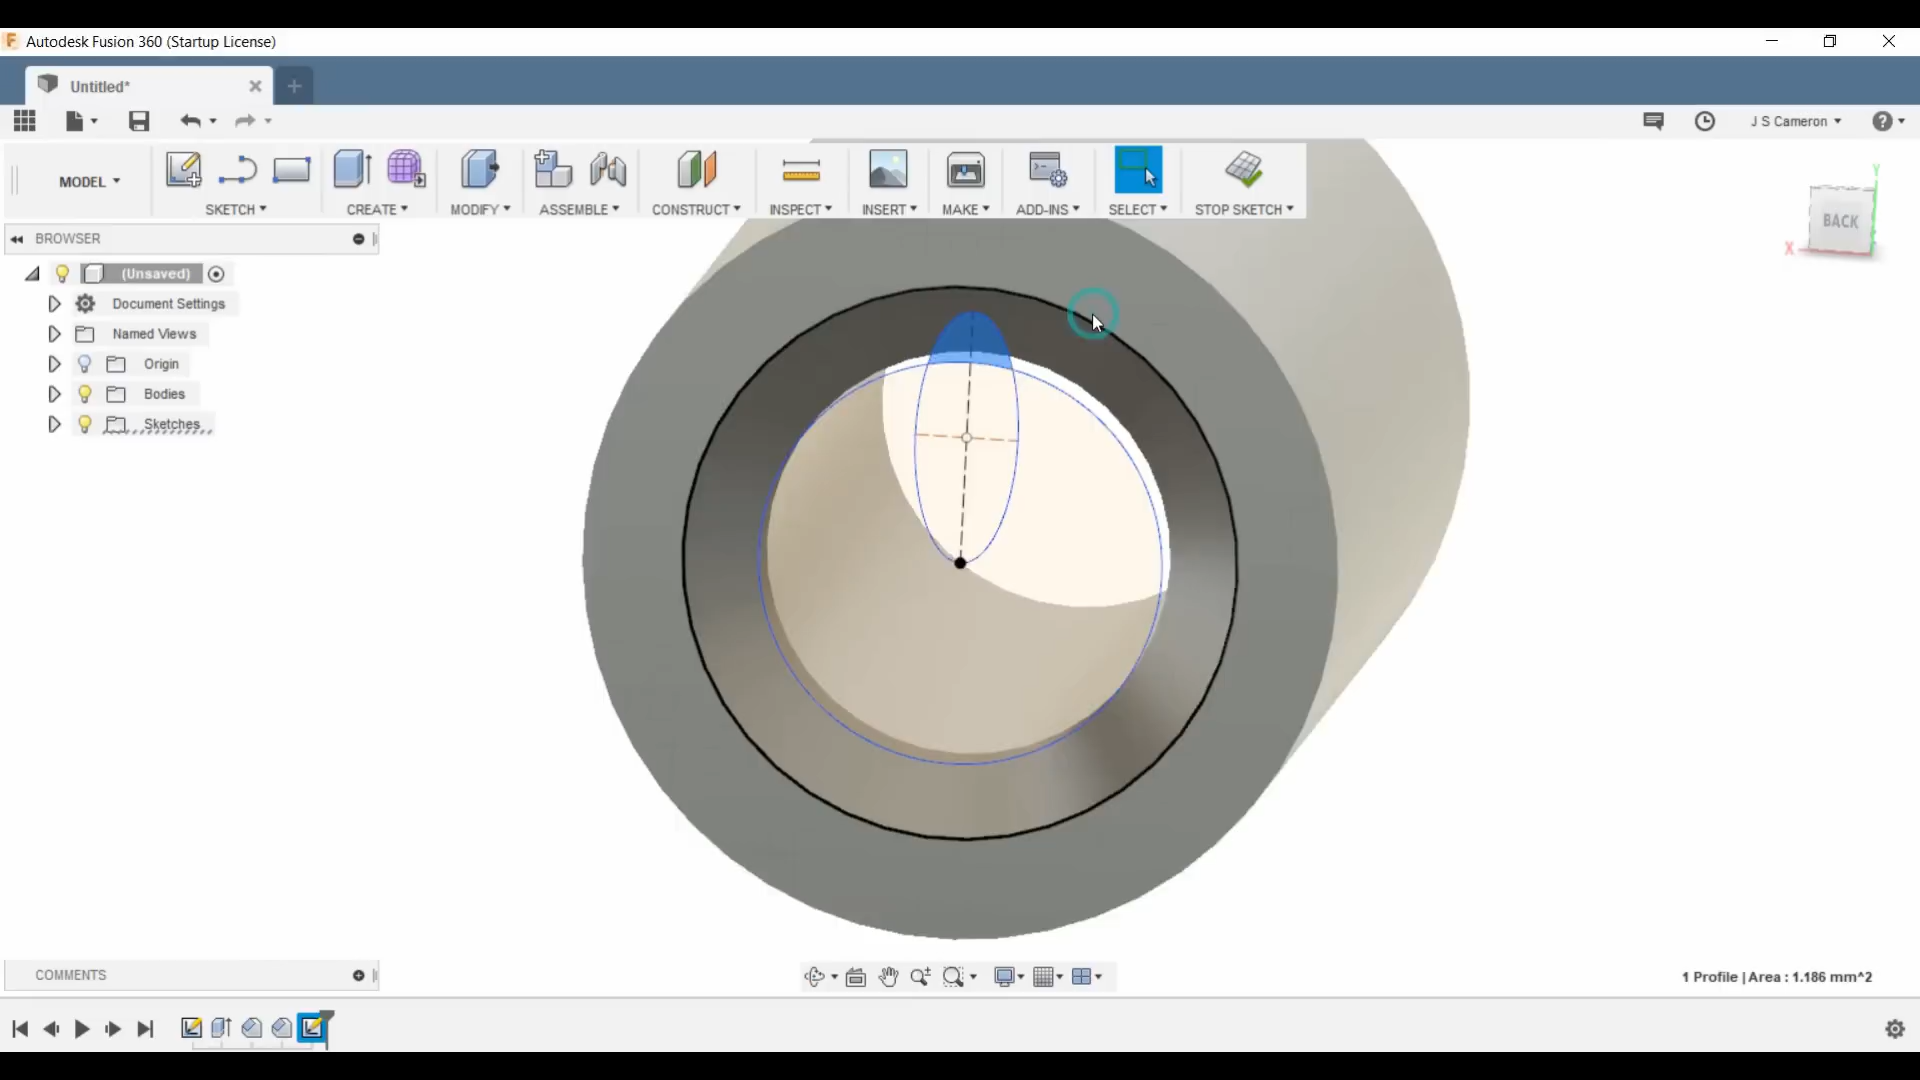 Autodesk Fusion 360 (Startup License)
Untitled*
J S Cameron
MODEL
SKETCH
CREATE
MODIFY
ASSEMBLE
CONSTRUCT
INSPECT
INSERT
MAKE
ADD-INS
SELECT
STOP SKETCH
Y
BACK
X
BROWSER
(Unsaved)
Document Settings
Named Views
Origin
Bodies
Sketches
COMMENTS
1 Profile | Area : 1.186 mm^2